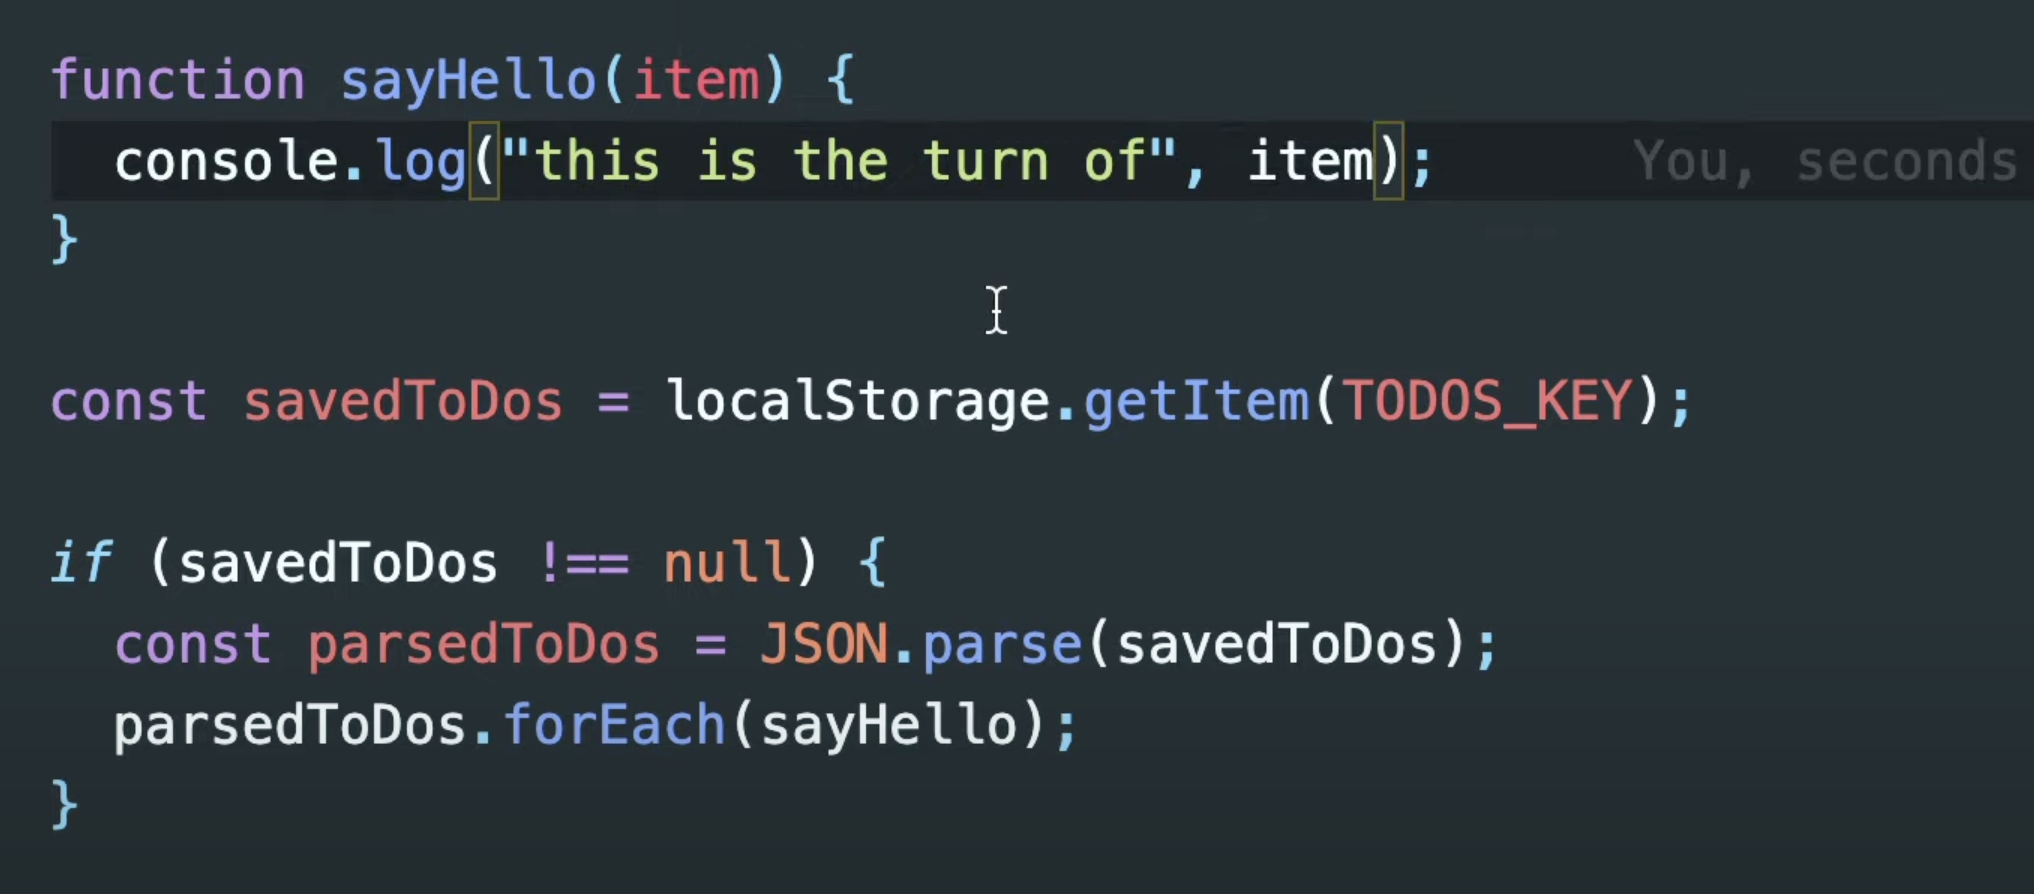 function sayHello(item) {
  console.log("this is the turn of", item);     You, seconds
}
const savedToDos = localStorage.getItem(TODOS_KEY);
if (savedToDos !== null) {
  const parsedToDos = JSON.parse(savedToDos);
  parsedToDos.forEach(sayHello);
}